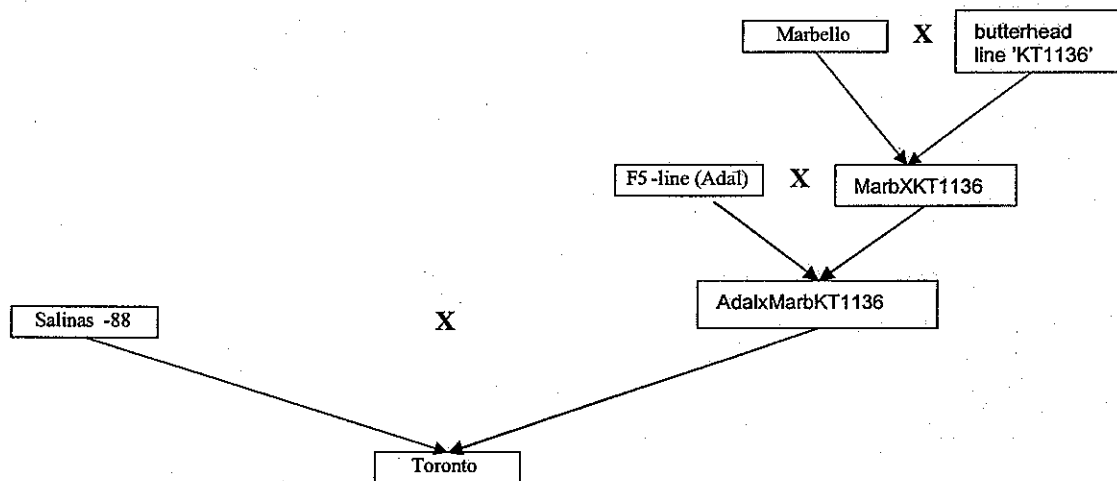 Marbello
X
butterhead
line 'KT1136'
F5-line (Adal)
X
MarbXKT1136
Salinas -88
X
AdalxMarbKT1136
Toronto